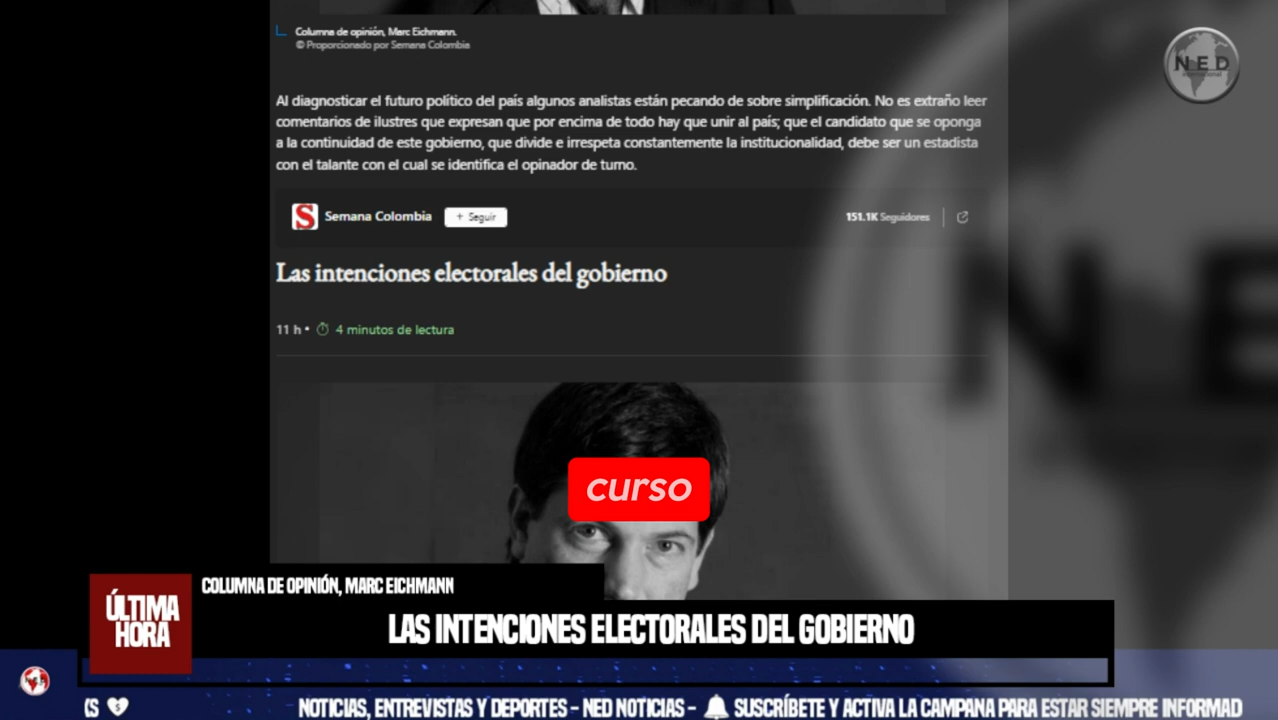 Columna de opinión, Marc Eichmann.
© Proporcionado por Semana Colombia
NED
international
Al diagnosticar el futuro político del país algunos analistas están pecando de sobre simplificación. No es extraño leer
comentarios de ilustres que expresan que por encima de todo hay que unir al país; que el candidato que se oponga
a la continuidad de este gobierno, que divide e irrespeta constantemente la institucionalidad, debe ser un estadista
con el talante con el cual se identifica el opinador de turno.
Semana Colombia
+ Seguir
151.1K Seguidores
Las intenciones electorales del gobierno
11 h • 4 minutos de lectura
N E
curso
COLUMNA DE OPINIÓN, MARC EICHMANN
ÚLTIMA
HORA
LAS INTENCIONES ELECTORALES DEL GOBIERNO
NOTICIAS, ENTREVISTAS Y DEPORTES - NED NOTICIAS - SUSCRÍBETE Y ACTIVA LA CAMPANA PARA ESTAR SIEMPRE INFORMAD